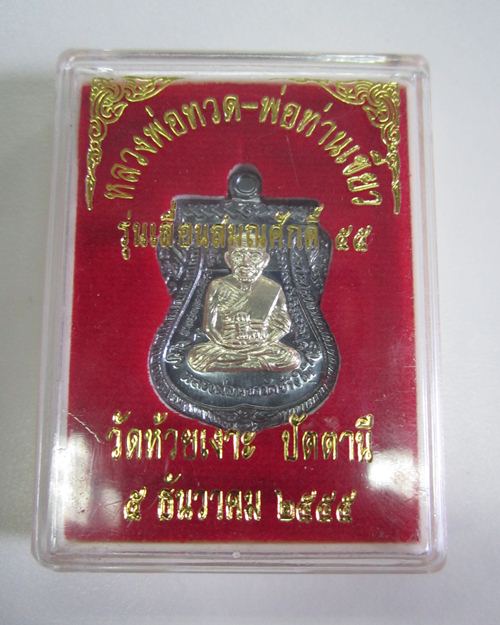 หลวงพ่อทวด-พ่อท่านเขียว
รุ่นเลื่อนสมณศักดิ์ ๕๕
วัดห้วยเงาะ ปัตตานี
๕ ธันวาคม ๒๕๕๕